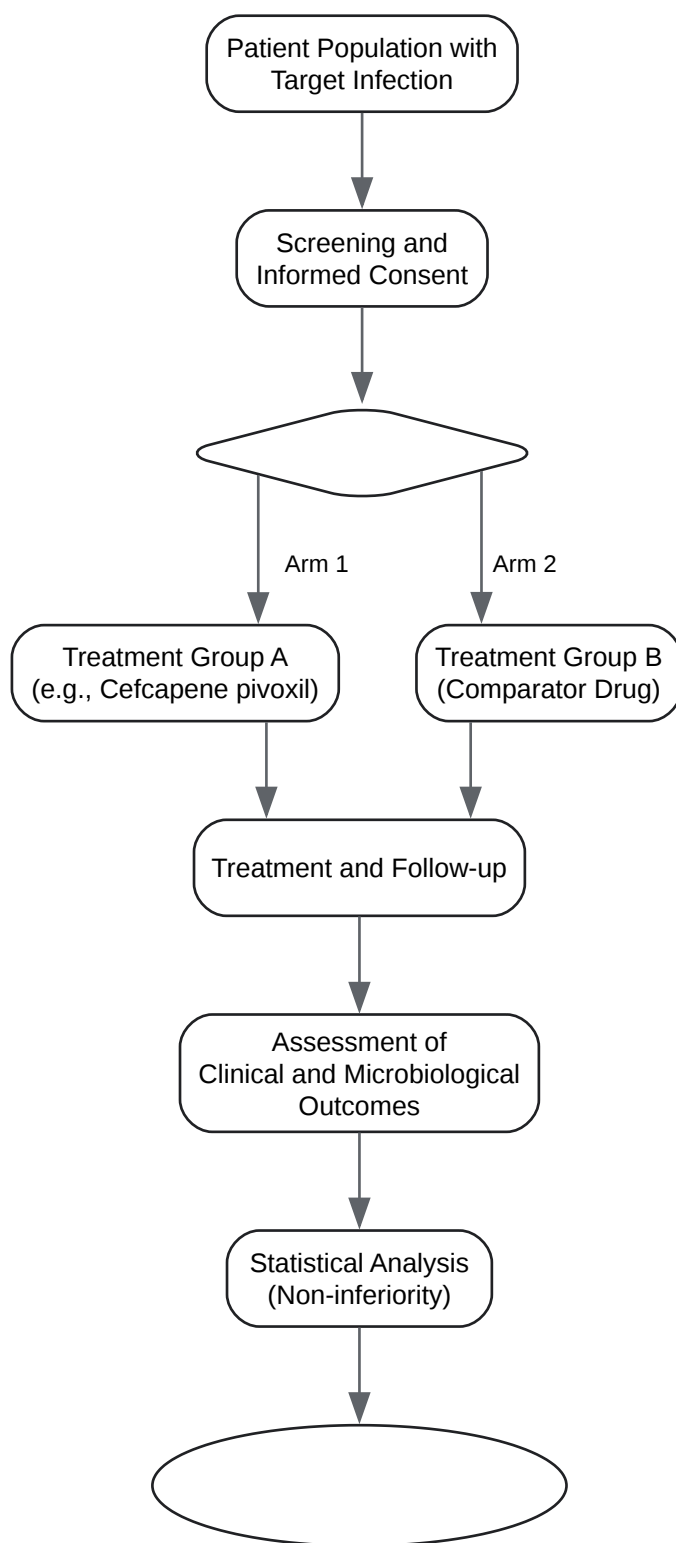 Patient Population with
Target Infection
Screening and
Informed Consent
Arm 1
Arm 2
Treatment Group A
(e.g., Cefcapene pivoxil)
Treatment Group B
(Comparator Drug)
Treatment and Follow-up
Assessment of
Clinical and Microbiological
Outcomes
Statistical Analysis
(Non-inferiority)